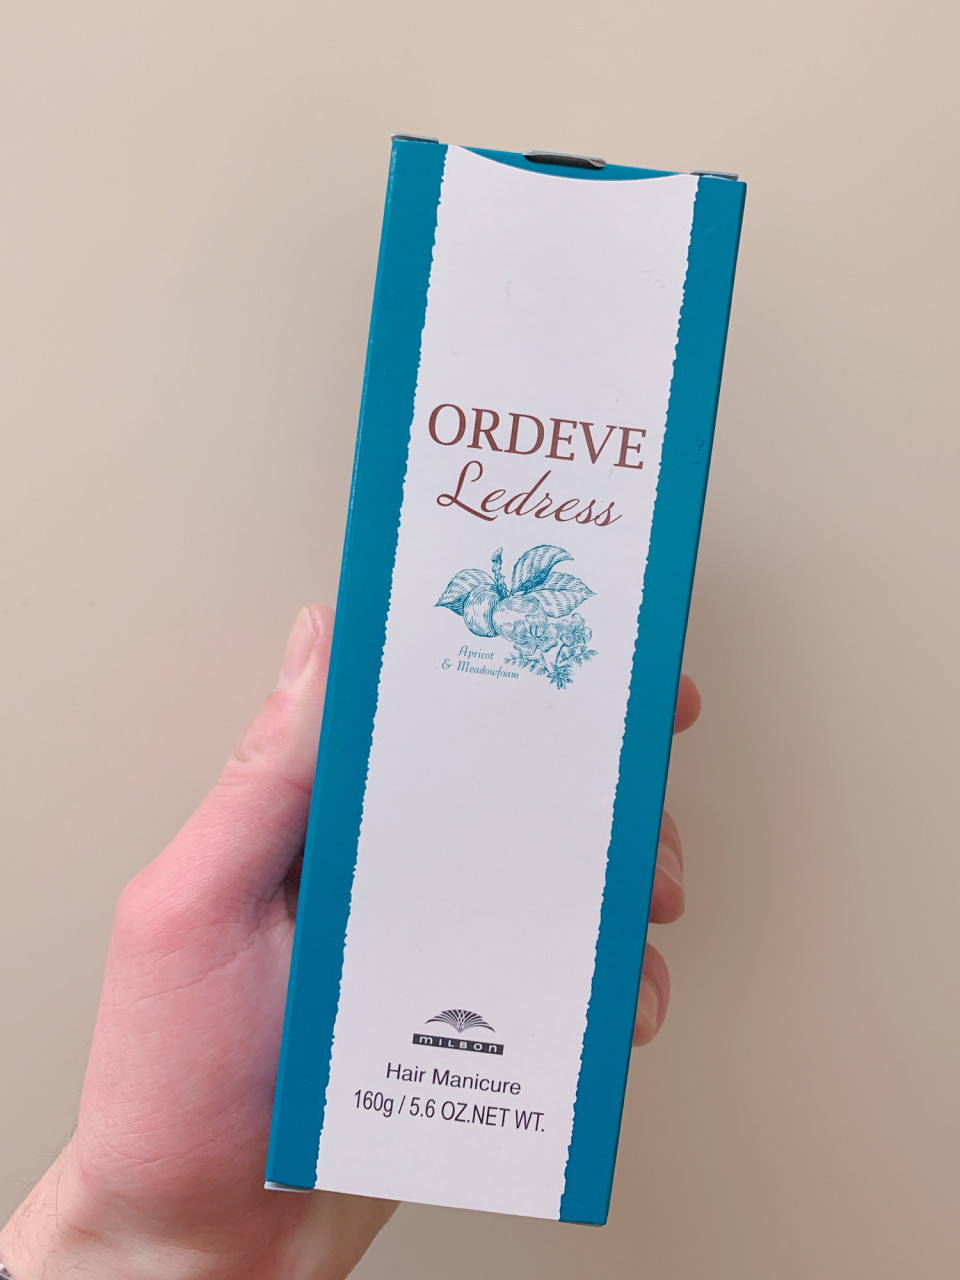 ORDEVE
Ledress
Apricot
& Meadowfoam
MILBON
Hair Manicure
160g / 5.6 OZ.NET WT.